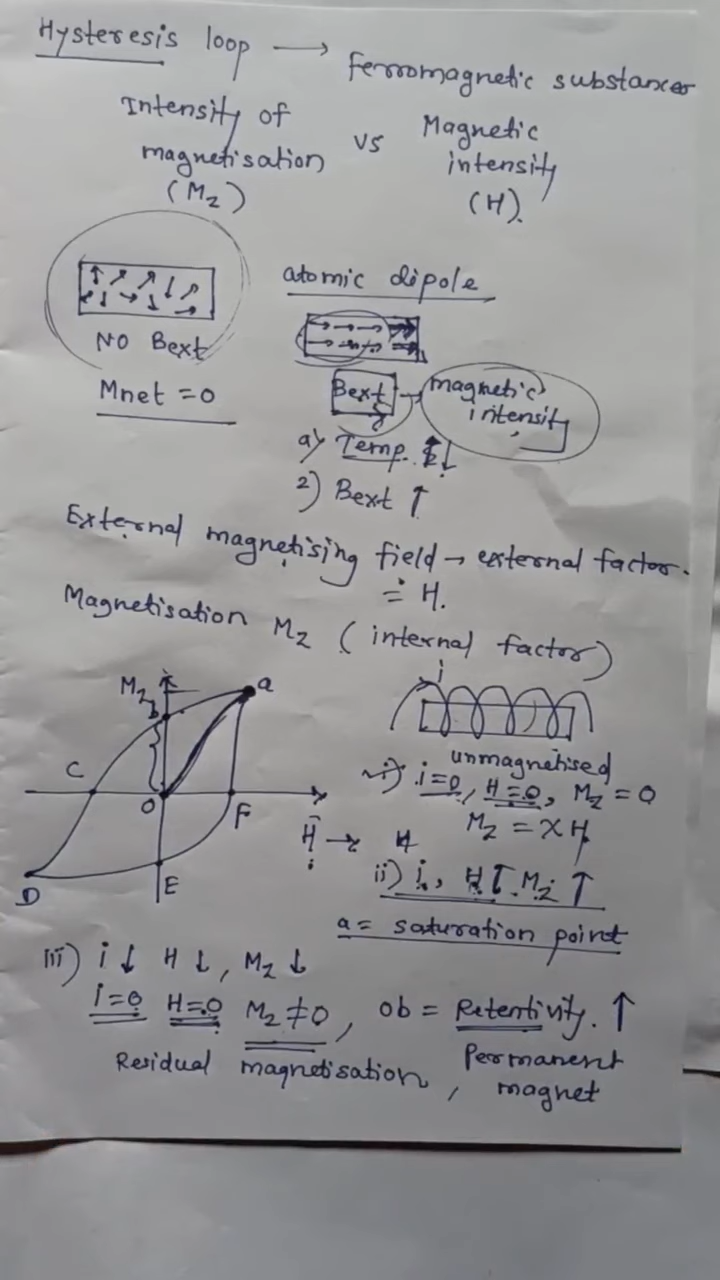 Hysteresis loop → Ferromagnetic substances
Intensity of magnetisation (Mz) vs Magnetic intensity (H).
atomic dipole
NO Bext
Mnet = 0
Bext → magnetic intensity
a) Temp. ↓
2) Bext ↑
External magnetising field → external factor.
= H.
Magnetisation Mz (internal factor)
Mz
b
a
C
O
F
H →
D
E
i
unmagnetised
i) i=0, H=0, Mz = 0
Mz = χH
ii) i, H↑ Mz ↑
a = saturation point
iii) i ↓ H ↓, Mz ↓
i=0 H=0 Mz ≠ 0, ob = Retentivity. ↑
Residual magnetisation, Permanent magnet